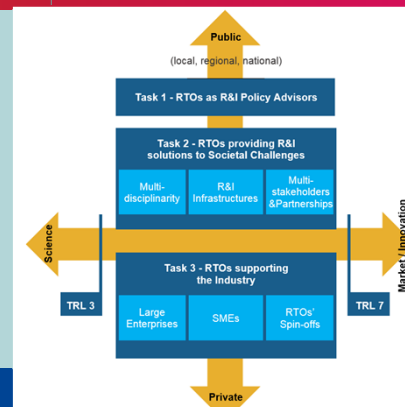 Public
(local, regional, national)
Task 1 - RTOs as R&I Policy Advisors
Task 2 - RTOs providing R&I
solutions to Societal Challenges
Multi-
disciplinarity
R&I
Infrastructures
Multi-
stakeholders
&Partnerships
Science
Market / Innovation
Task 3 - RTOs supporting
the Industry
TRL 3
TRL 7
Large
Enterprises
SMEs
RTOs'
Spin-offs
Private